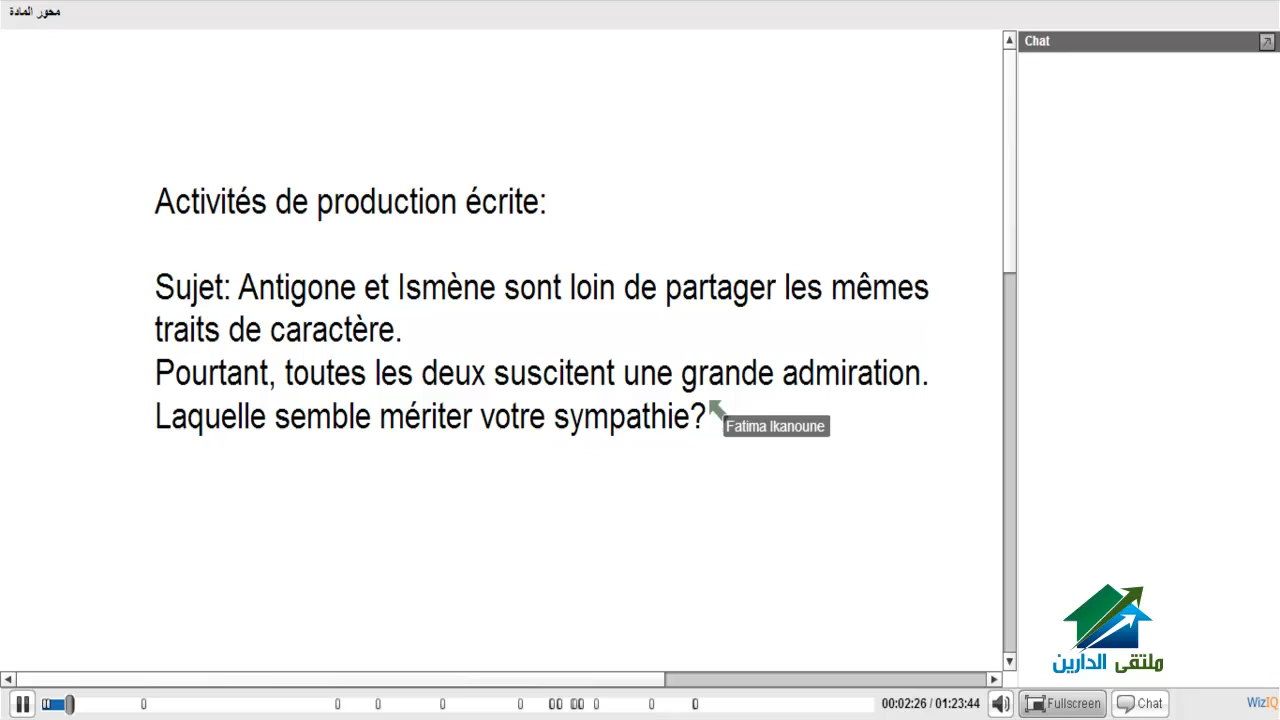 محور المادة
Chat
Activités de production écrite:
Sujet: Antigone et Ismène sont loin de partager les mêmes
traits de caractère.
Pourtant, toutes les deux suscitent une grande admiration.
Laquelle semble mériter votre sympathie?
Fatima Ikanoune
ملتقى الدارين
00:02:26 / 01:23:44
Fullscreen
Chat
WizIQ